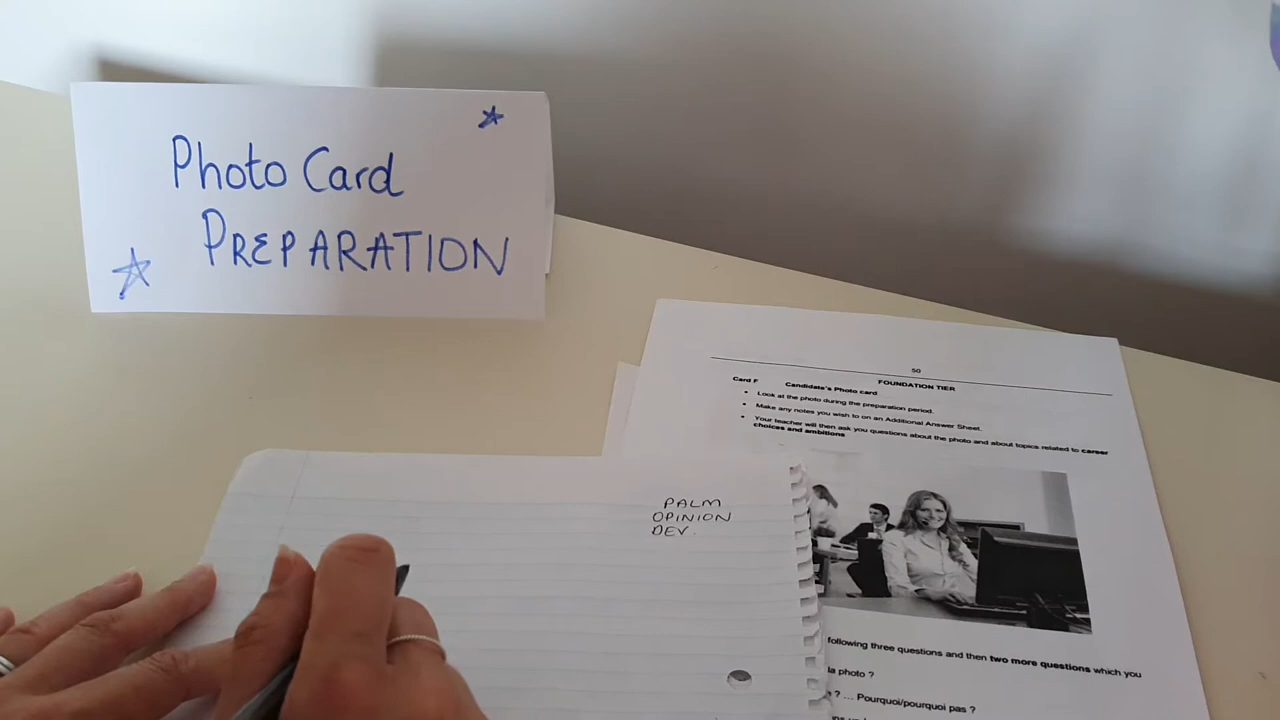 Photo Card
PREPARATION
50
FOUNDATION TIER
Card F Candidate's Photo card
• Look at the photo during the preparation period.
• Make any notes you wish to on an Additional Answer Sheet.
• Your teacher will then ask you questions about the photo and about topics related to career
choices and ambitions
PALM
OPINION
DEV.
following three questions and then two more questions which you
la photo ?
? ... Pourquoi/pourquoi pas ?